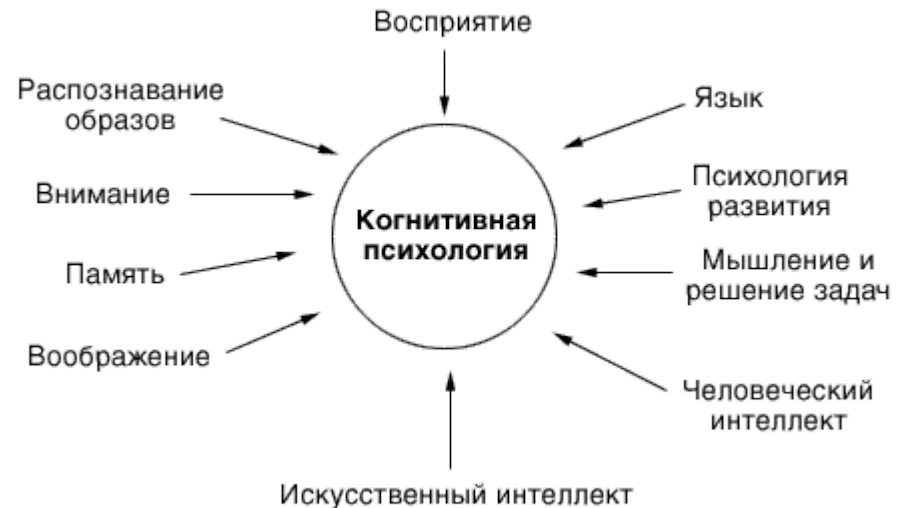 Восприятие
Распознавание
образов
Язык
Внимание
Психология
развития
Когнитивная
психология
Память
Мышление и
решение задач
Воображение
Человеческий
интеллект
Искусственный интеллект